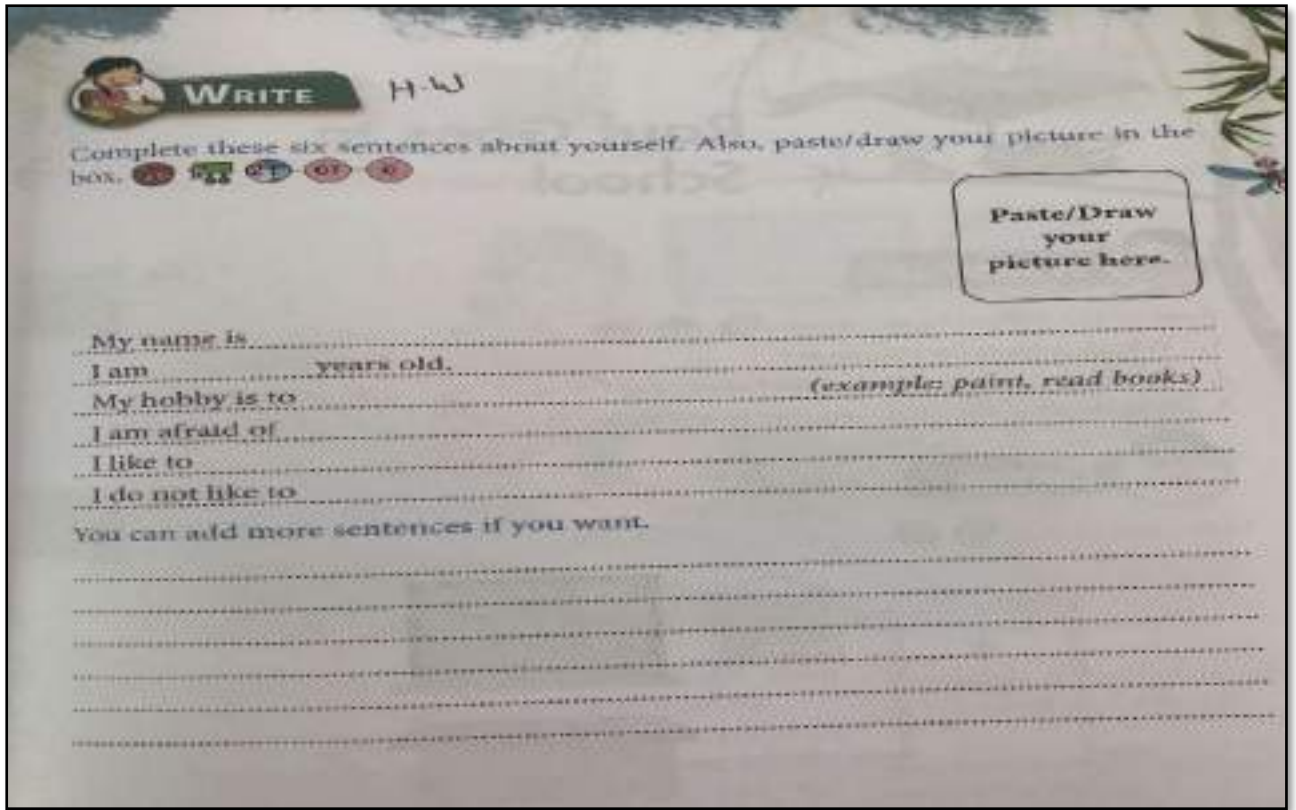 WRITE H.W
Complete these six sentences about yourself. Also, paste/draw your picture in the
box.
Paste/Draw
your
picture here.
My name is
I am years old.
My hobby is to (example: paint, read books)
I am afraid of
I like to
I do not like to
You can add more sentences if you want.